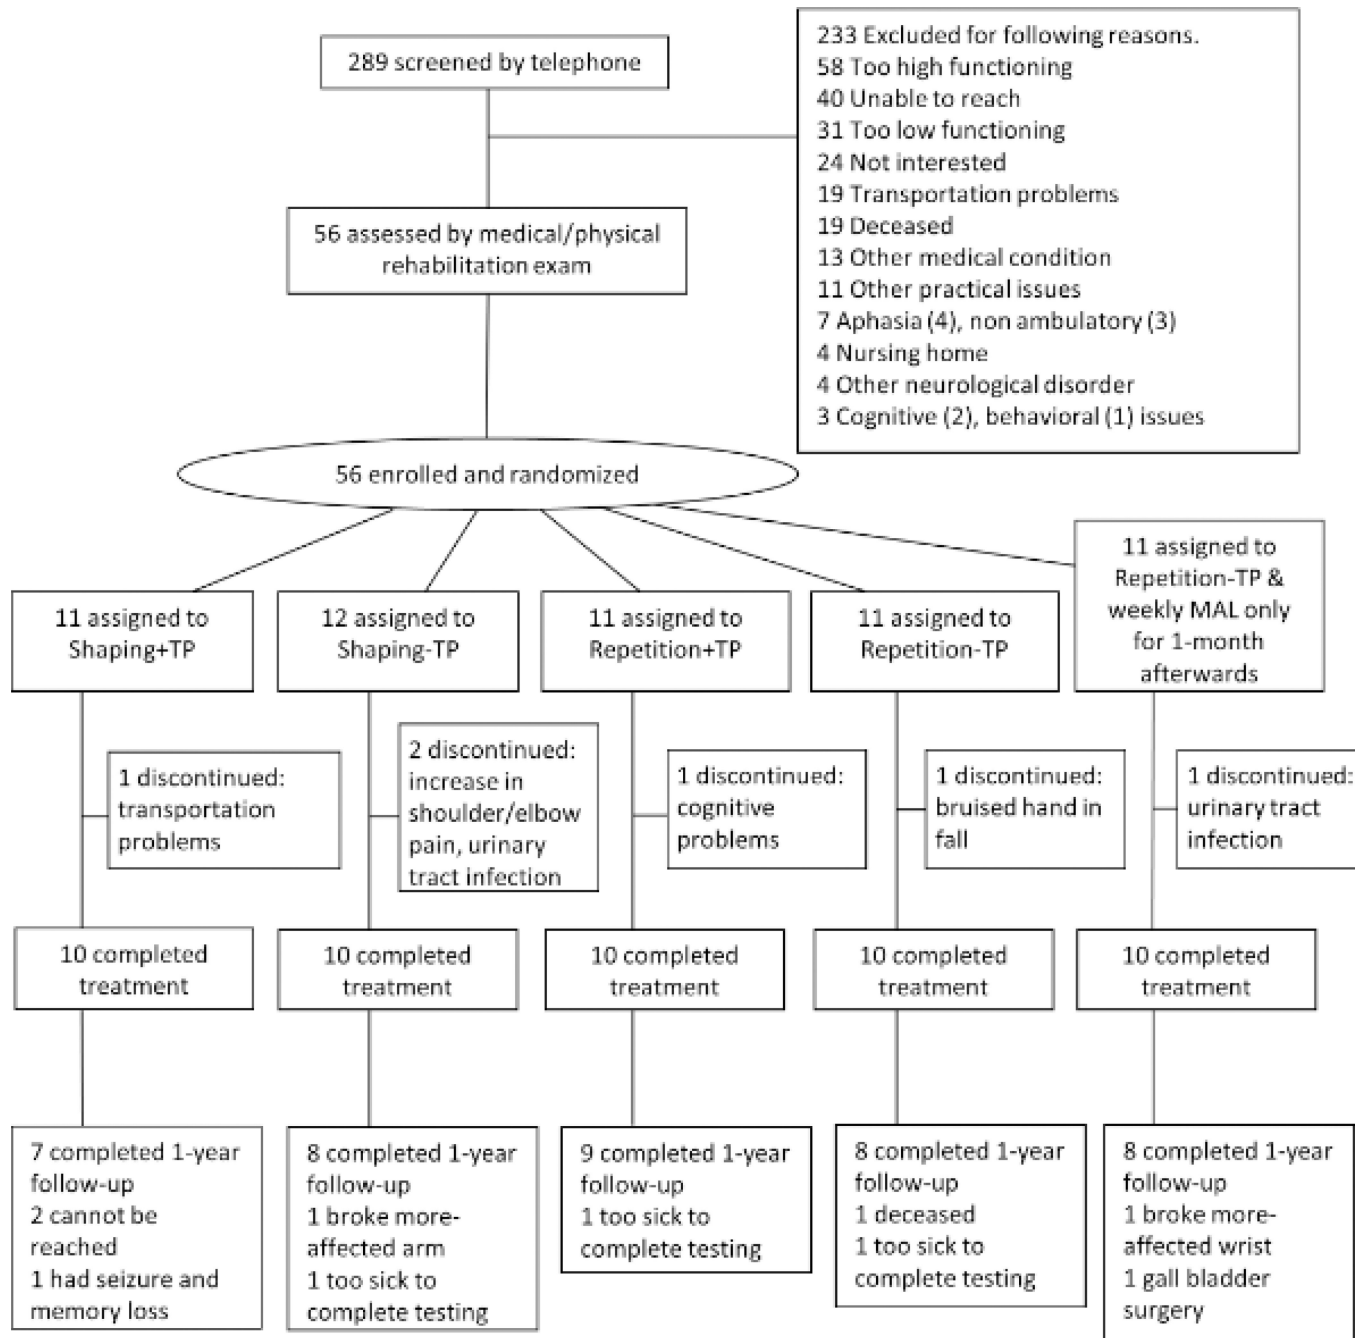 289 screened by telephone
233 Excluded for following reasons.
58 Too high functioning
40 Unable to reach
31 Too low functioning
24 Not interested
19 Transportation problems
19 Deceased
13 Other medical condition
11 Other practical issues
7 Aphasia (4), non ambulatory (3)
4 Nursing home
4 Other neurological disorder
3 Cognitive (2), behavioral (1) issues
56 assessed by medical/physical
rehabilitation exam
56 enrolled and randomized
11 assigned to
Shaping+TP
12 assigned to
Shaping-TP
11 assigned to
Repetition+TP
11 assigned to
Repetition-TP
11 assigned to
Repetition-TP &
weekly MAL only
for 1-month
afterwards
1 discontinued:
transportation
problems
2 discontinued:
increase in
shoulder/elbow
pain, urinary
tract infection
1 discontinued:
cognitive
problems
1 discontinued:
bruised hand in
fall
1 discontinued:
urinary tract
infection
10 completed
treatment
10 completed
treatment
10 completed
treatment
10 completed
treatment
10 completed
treatment
7 completed 1-year
follow-up
2 cannot be
reached
1 had seizure and
memory loss
8 completed 1-year
follow-up
1 broke more-
affected arm
1 too sick to
complete testing
9 completed 1-year
follow-up
1 too sick to
complete testing
8 completed 1-year
follow-up
1 deceased
1 too sick to
complete testing
8 completed 1-year
follow-up
1 broke more-
affected wrist
1 gall bladder
surgery